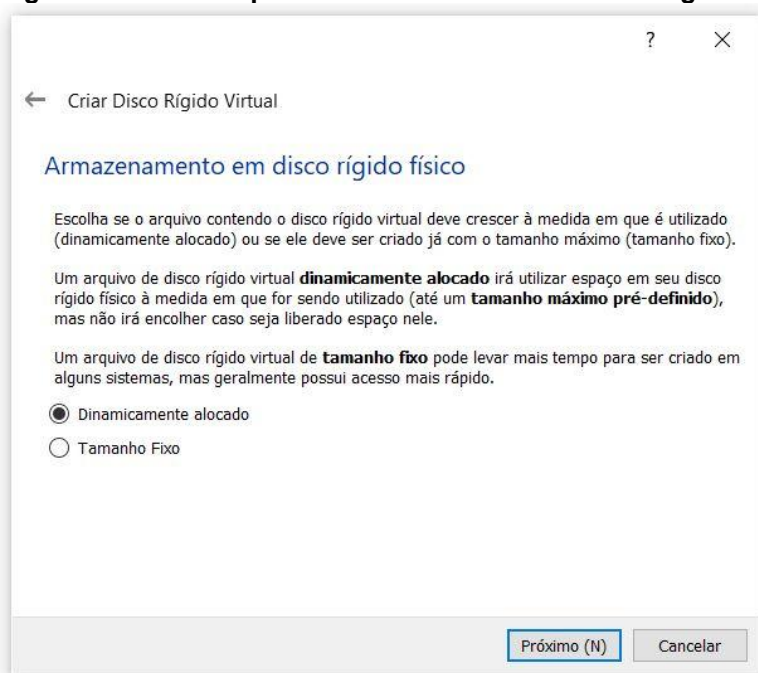 ?
Criar Disco Rígido Virtual
Armazenamento em disco rígido físico
Escolha se o arquivo contendo o disco rígido virtual deve crescer à medida em que é utilizado
(dinamicamente alocado) ou se ele deve ser criado já com o tamanho máximo (tamanho fixo).
Um arquivo de disco rígido virtual dinamicamente alocado irá utilizar espaço em seu disco
rígido físico à medida em que for sendo utilizado (até um tamanho máximo pré-definido),
mas não irá encolher caso seja liberado espaço nele.
Um arquivo de disco rígido virtual de tamanho fixo pode levar mais tempo para ser criado em
alguns sistemas, mas geralmente possui acesso mais rápido.
Dinamicamente alocado
Tamanho Fixo
Próximo (N) Cancelar